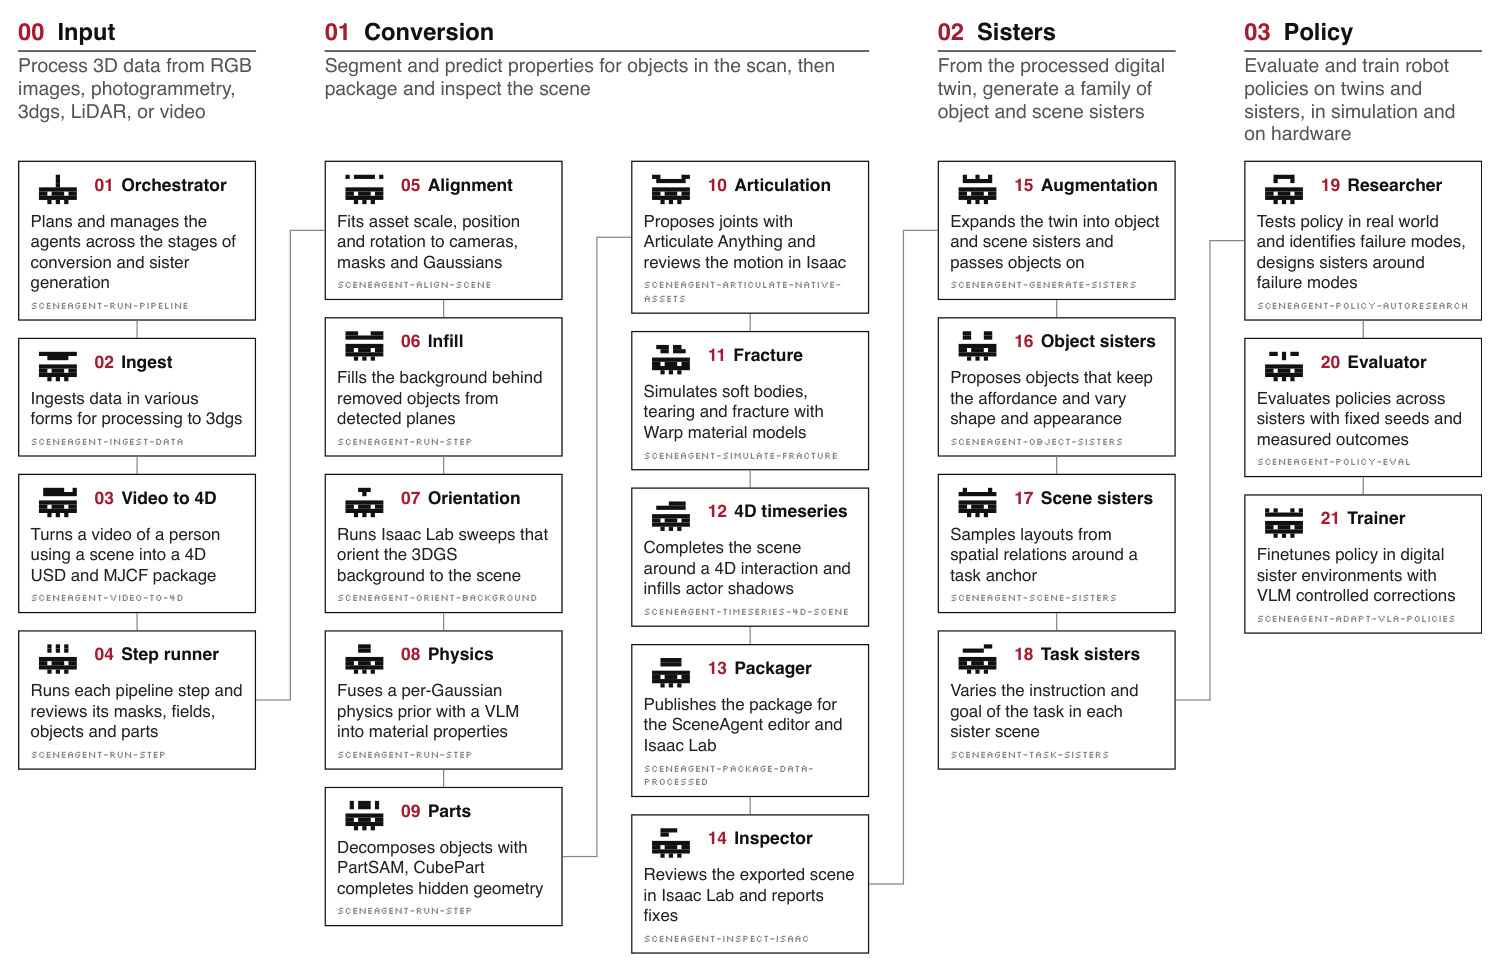 00 Input
Process 3D data from RGB
images, photogrammetry,
3dgs, LiDAR, or video
01 Orchestrator
Plans and manages the
agents across the stages of
conversion and sister
generation
SCENEAGENT-RUN-PIPELINE
02 Ingest
Ingests data in various
forms for processing to 3dgs
SCENEAGENT-INGEST-DATA
03 Video to 4D
Turns a video of a person
using a scene into a 4D
USD and MJCF package
SCENEAGENT-VIDEO-TO-4D
04 Step runner
Runs each pipeline step and
reviews its masks, fields,
objects and parts
SCENEAGENT-RUN-STEP
01 Conversion
Segment and predict properties for objects in the scan, then
package and inspect the scene
05 Alignment
Fits asset scale, position
and rotation to cameras,
masks and Gaussians
SCENEAGENT-ALIGN-SCENE
06 Infill
Fills the background behind
removed objects from
detected planes
SCENEAGENT-RUN-STEP
07 Orientation
Runs Isaac Lab sweeps that
orient the 3DGS
background to the scene
SCENEAGENT-ORIENT-BACKGROUND
08 Physics
Fuses a per-Gaussian
physics prior with a VLM
into material properties
SCENEAGENT-RUN-STEP
09 Parts
Decomposes objects with
PartSAM, CubePart
completes hidden geometry
SCENEAGENT-RUN-STEP
10 Articulation
Proposes joints with
Articulate Anything and
reviews the motion in Isaac
SCENEAGENT-ARTICULATE-NATIVE-
ASSETS
11 Fracture
Simulates soft bodies,
tearing and fracture with
Warp material models
SCENEAGENT-SIMULATE-FRACTURE
12 4D timeseries
Completes the scene
around a 4D interaction and
infills actor shadows
SCENEAGENT-TIMESERIES-4D-SCENE
13 Packager
Publishes the package for
the SceneAgent editor and
Isaac Lab
SCENEAGENT-PACKAGE-DATA-
PROCESSED
14 Inspector
Reviews the exported scene
in Isaac Lab and reports
fixes
SCENEAGENT-INSPECT-ISAAC
02 Sisters
From the processed digital
twin, generate a family of
object and scene sisters
15 Augmentation
Expands the twin into object
and scene sisters and
passes objects on
SCENEAGENT-GENERATE-SISTERS
16 Object sisters
Proposes objects that keep
the affordance and vary
shape and appearance
SCENEAGENT-OBJECT-SISTERS
17 Scene sisters
Samples layouts from
spatial relations around a
task anchor
SCENEAGENT-SCENE-SISTERS
18 Task sisters
Varies the instruction and
goal of the task in each
sister scene
SCENEAGENT-TASK-SISTERS
03 Policy
Evaluate and train robot
policies on twins and
sisters, in simulation and
on hardware
19 Researcher
Tests policy in real world
and identifies failure modes,
designs sisters around
failure modes
SCENEAGENT-POLICY-AUTORESEARCH
20 Evaluator
Evaluates policies across
sisters with fixed seeds and
measured outcomes
SCENEAGENT-POLICY-EVAL
21 Trainer
Finetunes policy in digital
sister environments with
VLM controlled corrections
SCENEAGENT-ADAPT-VLA-POLICIES